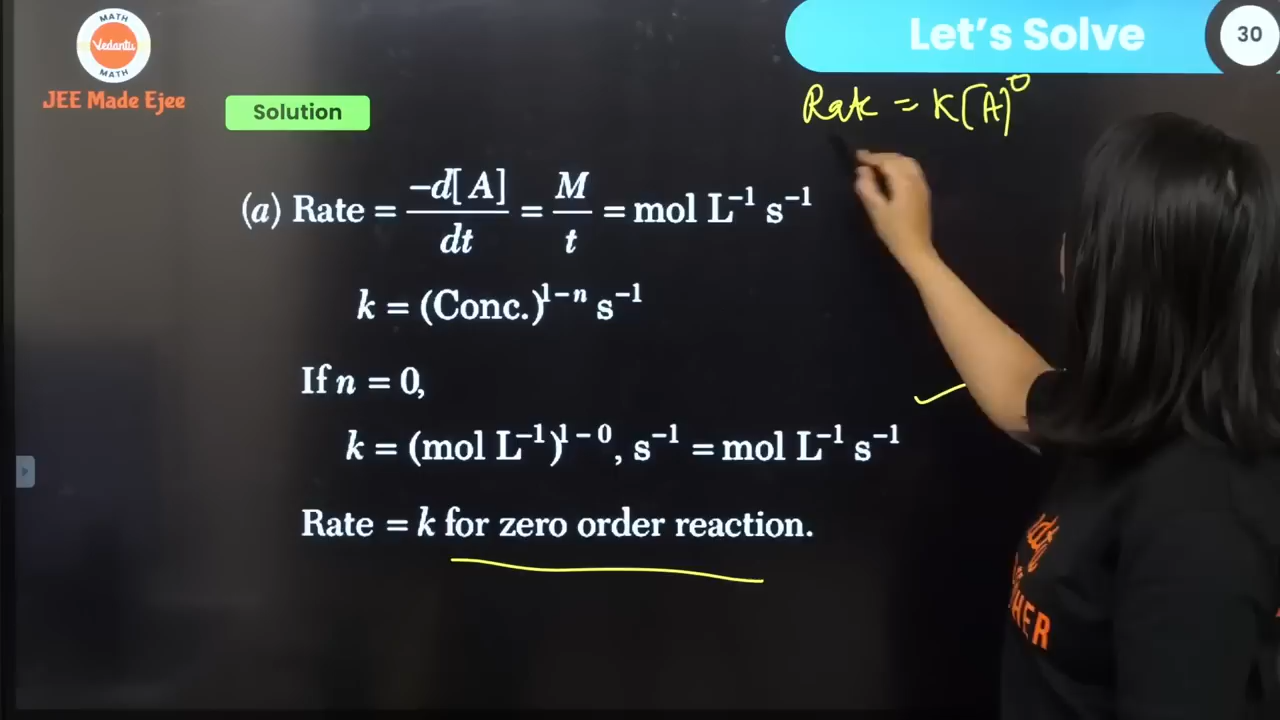 MATH
Vedantu
MATH
JEE Made Ejee
Let's Solve
30
Solution
Rate = K[A]⁰
(a) Rate = −d[A]/dt = M/t = mol L⁻¹ s⁻¹
k = (Conc.)¹⁻ⁿ s⁻¹
If n = 0,
k = (mol L⁻¹)¹⁻⁰, s⁻¹ = mol L⁻¹ s⁻¹
Rate = k for zero order reaction.
HER